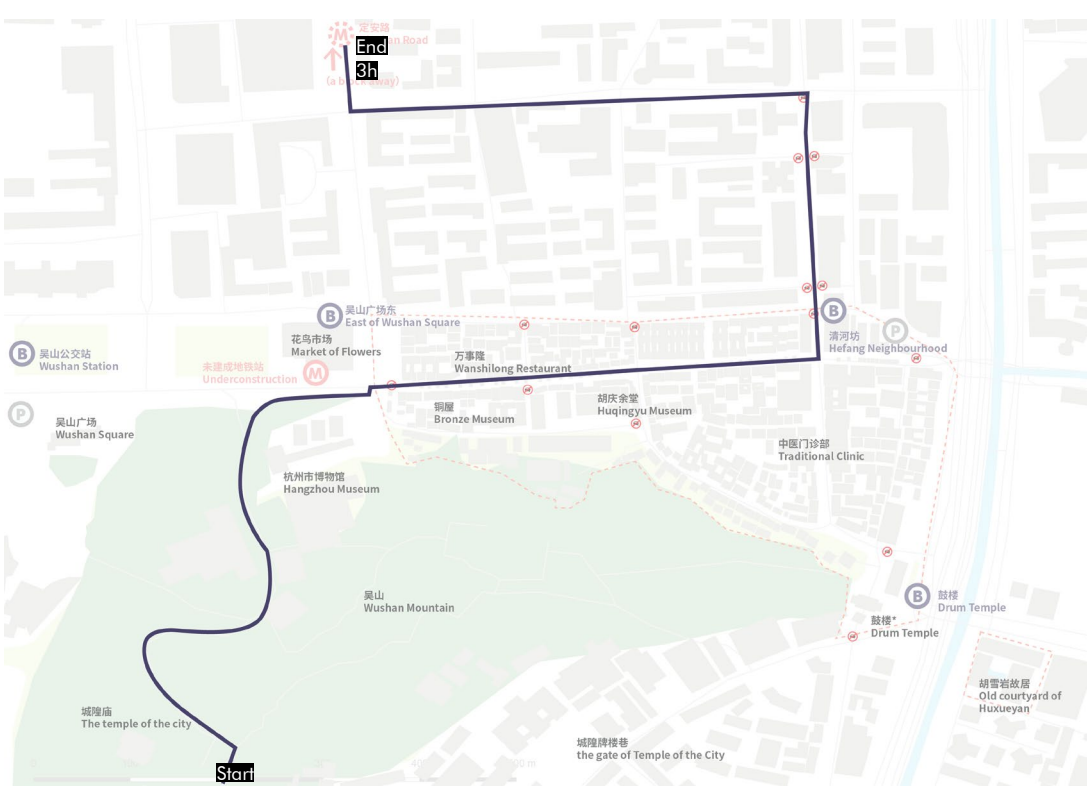 定安路
an Road
End
3h
(a b
away)
吴山广场东
East of Wushan Square
花鸟市场
Market of Flowers
B
B
P
清河坊
Hefang Neighbourhood
B
吴山公交站
Wushan Station
未建成地铁站
Underconstruction
M
万事隆
Wanshilong Restaurant
P
吴山广场
Wushan Square
铜屋
Bronze Museum
胡庆余堂
Huqingyu Museum
中医门诊部
Traditional Clinic
杭州市博物馆
Hangzhou Museum
吴山
Wushan Mountain
B
鼓楼
Drum Temple
鼓楼*
Drum Temple
胡雪岩故居
Old courtyard of
Huxueyan
城隍庙
The temple of the city
城隍牌楼巷
the gate of Temple of the City
Start